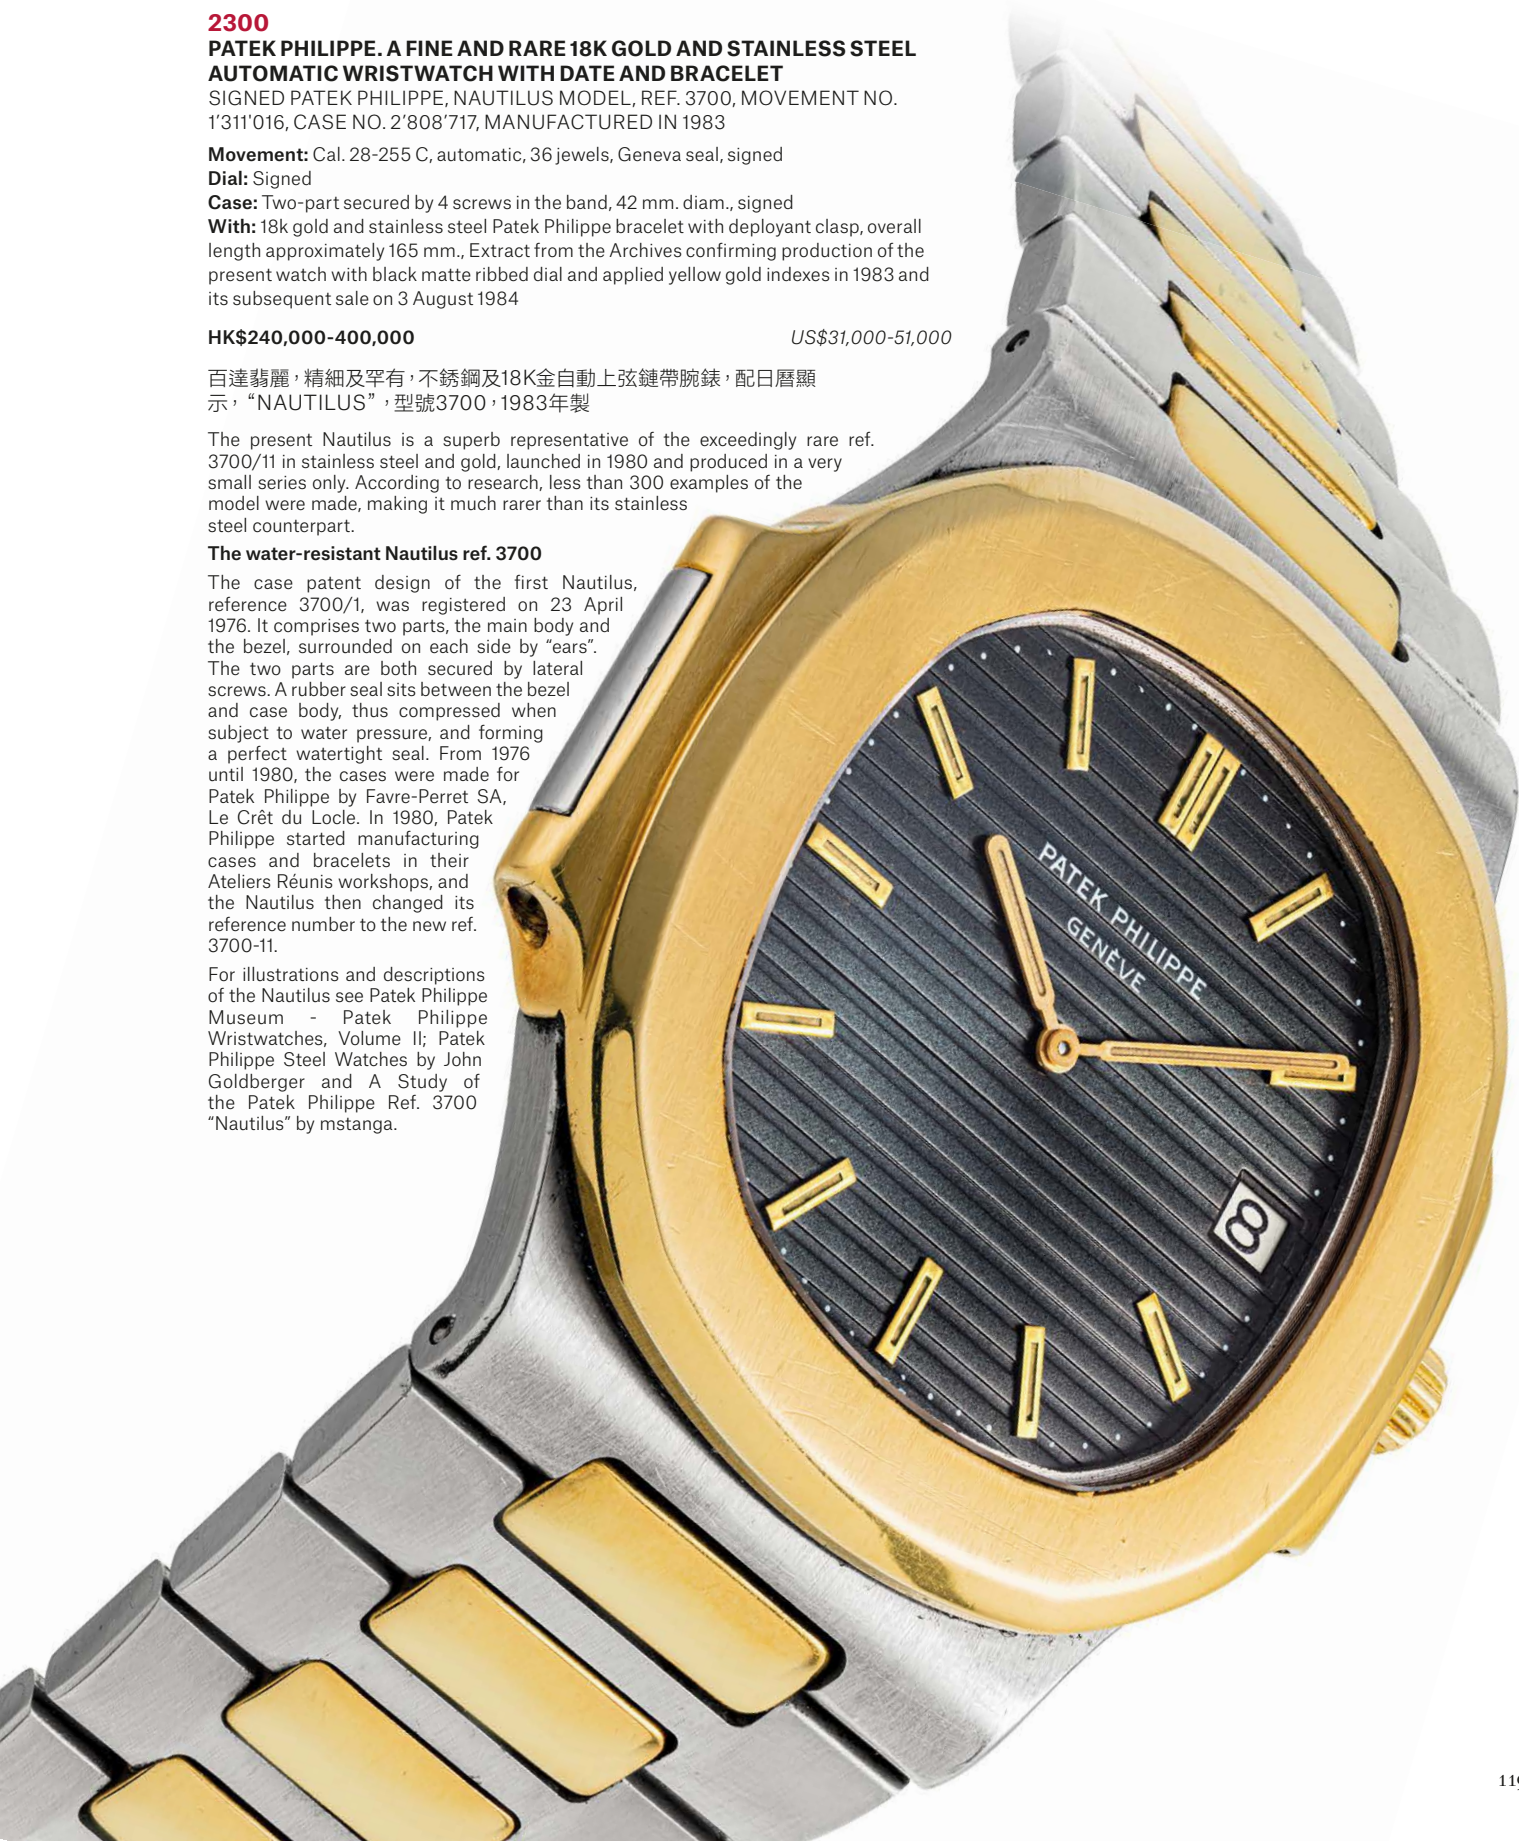 2300
PATEK PHILIPPE. A FINE AND RARE 18K GOLD AND STAINLESS STEEL
AUTOMATIC WRISTWATCH WITH DATE AND BRACELET
SIGNED PATEK PHILIPPE, NAUTILUS MODEL, REF. 3700, MOVEMENT NO.
1’311'016, CASE NO. 2’808’717, MANUFACTURED IN 1983
Movement: Cal. 28-255 C, automatic, 36 jewels, Geneva seal, signed
Dial: Signed
Case: Two-part secured by 4 screws in the band, 42 mm. diam., signed
With: 18k gold and stainless steel Patek Philippe bracelet with deployant clasp, overall
length approximately 165 mm., Extract from the Archives confirming production of the
present watch with black matte ribbed dial and applied yellow gold indexes in 1983 and
its subsequent sale on 3 August 1984
HK$240,000-400,000 US$31,000-51,000
百達翡麗，精細及罕有，不銹鋼及18K金自動上弦鏈帶腕錶，配日曆顯
示，“NAUTILUS”，型號3700，1983年製
The present Nautilus is a superb representative of the exceedingly rare ref.
3700/11 in stainless steel and gold, launched in 1980 and produced in a very
small series only. According to research, less than 300 examples of the
model were made, making it much rarer than its stainless
steel counterpart.
The water-resistant Nautilus ref. 3700
The case patent design of the first Nautilus,
reference 3700/1, was registered on 23 April
1976. It comprises two parts, the main body and
the bezel, surrounded on each side by “ears”.
The two parts are both secured by lateral
screws. A rubber seal sits between the bezel
and case body, thus compressed when
subject to water pressure, and forming
a perfect watertight seal. From 1976
until 1980, the cases were made for
Patek Philippe by Favre-Perret SA,
Le Crêt du Locle. In 1980, Patek
Philippe started manufacturing
cases and bracelets in their
Ateliers Réunis workshops, and
the Nautilus then changed its
reference number to the new ref.
3700-11.
For illustrations and descriptions
of the Nautilus see Patek Philippe
Museum - Patek Philippe
Wristwatches, Volume II; Patek
Philippe Steel Watches by John
Goldberger and A Study of
the Patek Philippe Ref. 3700
“Nautilus” by mstanga.
PATEK PHILIPPE
GENÈVE
8